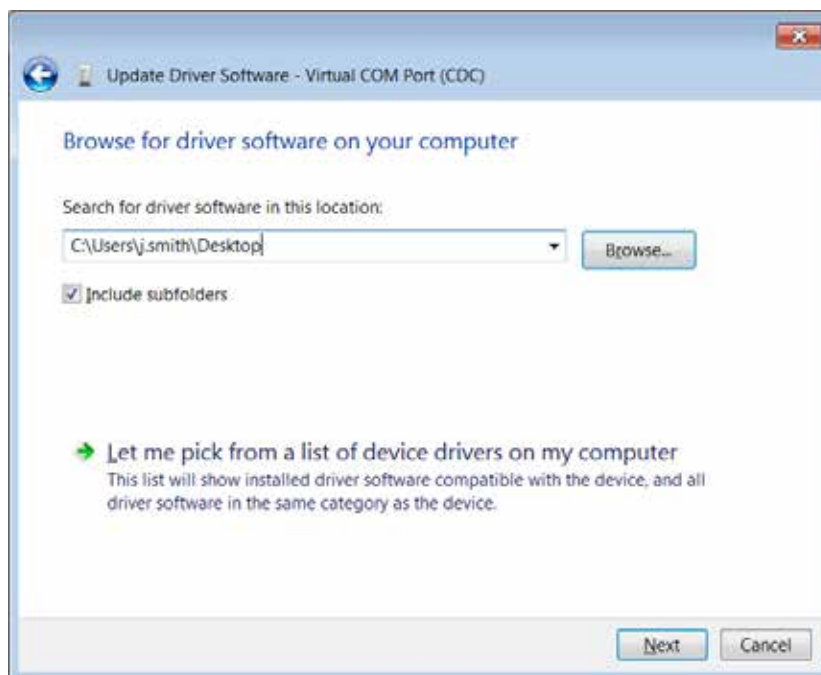 Update Driver Software - Virtual COM Port (CDC)
Browse for driver software on your computer
Search for driver software in this location:
C:\Users\j.smith\Desktop
Browse...
Include subfolders
Let me pick from a list of device drivers on my computer
This list will show installed driver software compatible with the device, and all
driver software in the same category as the device.
Next
Cancel